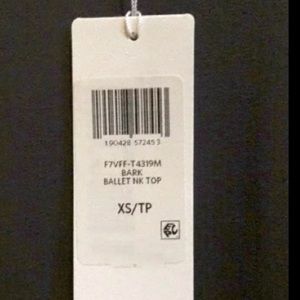 190428 572453
F7VFF-T4319M
BARK
BALLET NK TOP
XS/TP